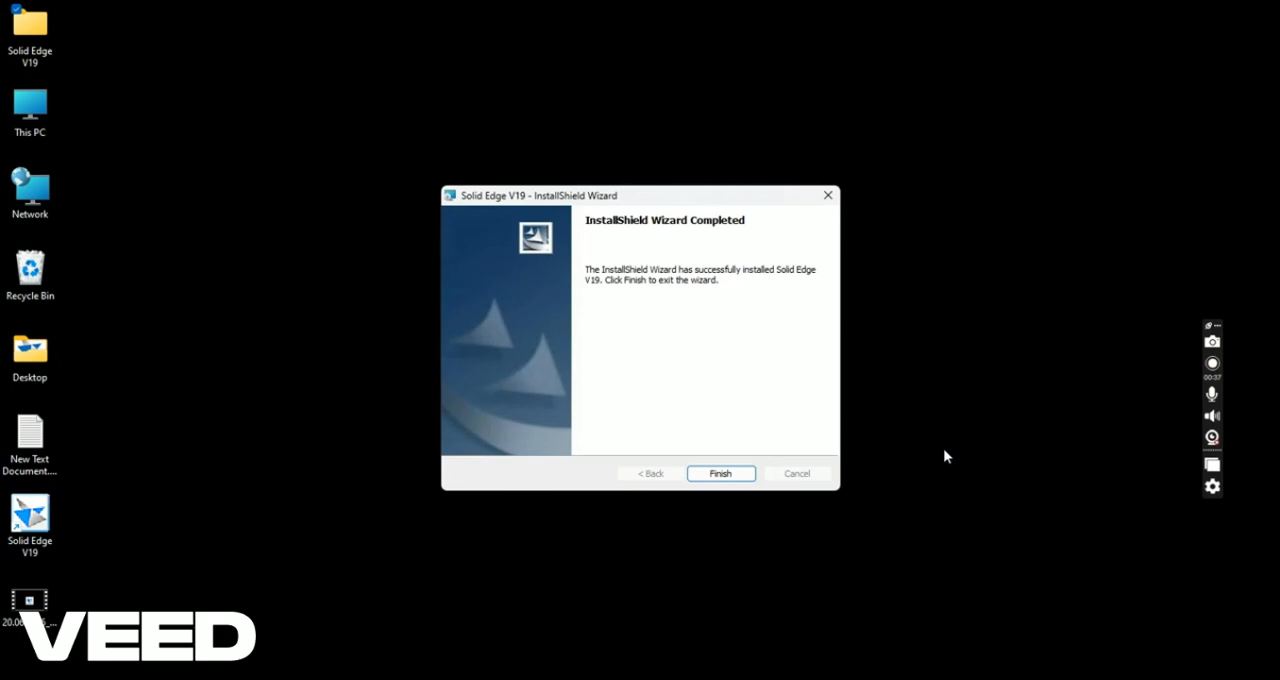 Solid Edge
V19
This PC
Network
Recycle Bin
Desktop
New Text
Document....
Solid Edge
V19
Solid Edge V19 - InstallShield Wizard
InstallShield Wizard Completed
The InstallShield Wizard has successfully installed Solid Edge
V19. Click Finish to exit the wizard.
< Back
Finish
Cancel
00:37
VEED